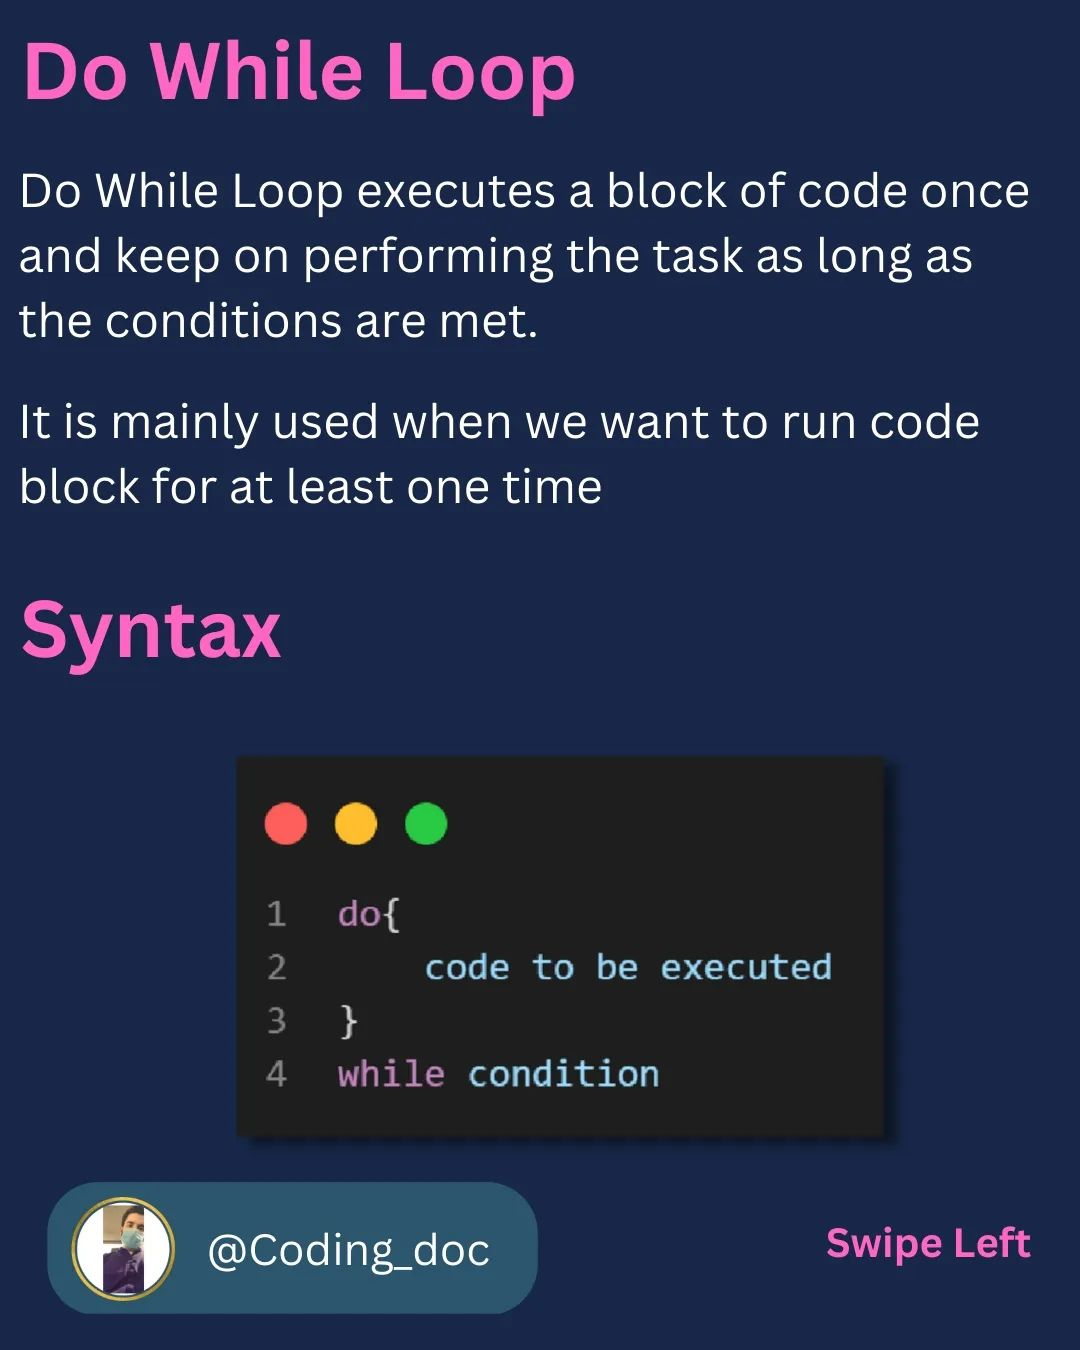 Do While Loop
Do While Loop executes a block of code once
and keep on performing the task as long as
the conditions are met.
It is mainly used when we want to run code
block for at least one time
Syntax
1 do{
2 code to be executed
3 }
4 while condition
@Coding_doc
Swipe Left